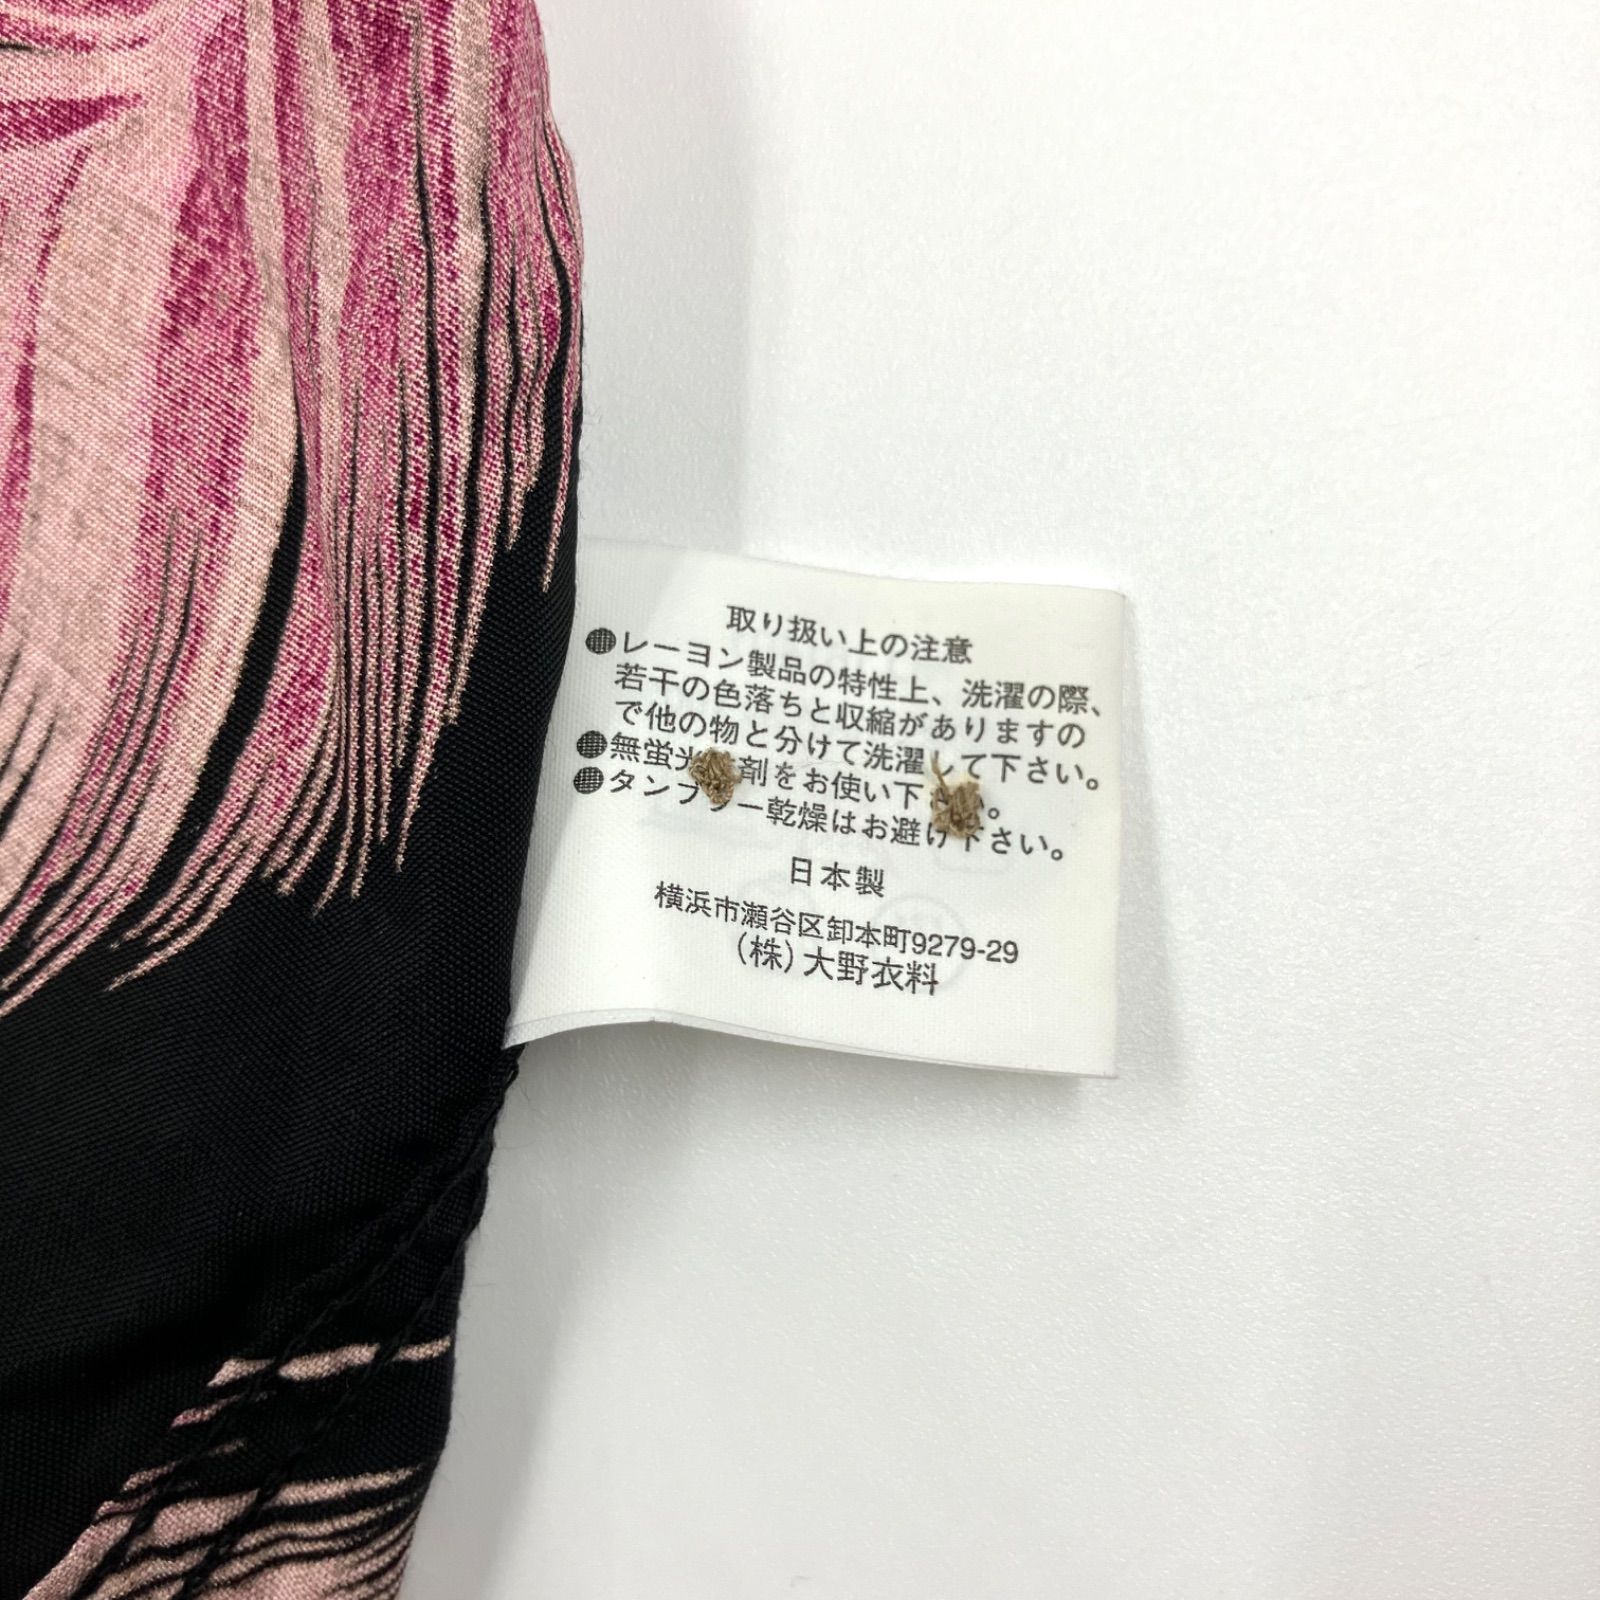 取り扱い上の注意
●レーヨン製品の特性上、洗濯の際、
若干の色落ちと収縮がありますの
で他の物と分けて洗濯して下さい。
●無蛍光 剤をお使い下さい。
●タンブラー乾燥はお避け下さい。
日本製
横浜市瀬谷区卸本町9279-29
(株)大野衣料